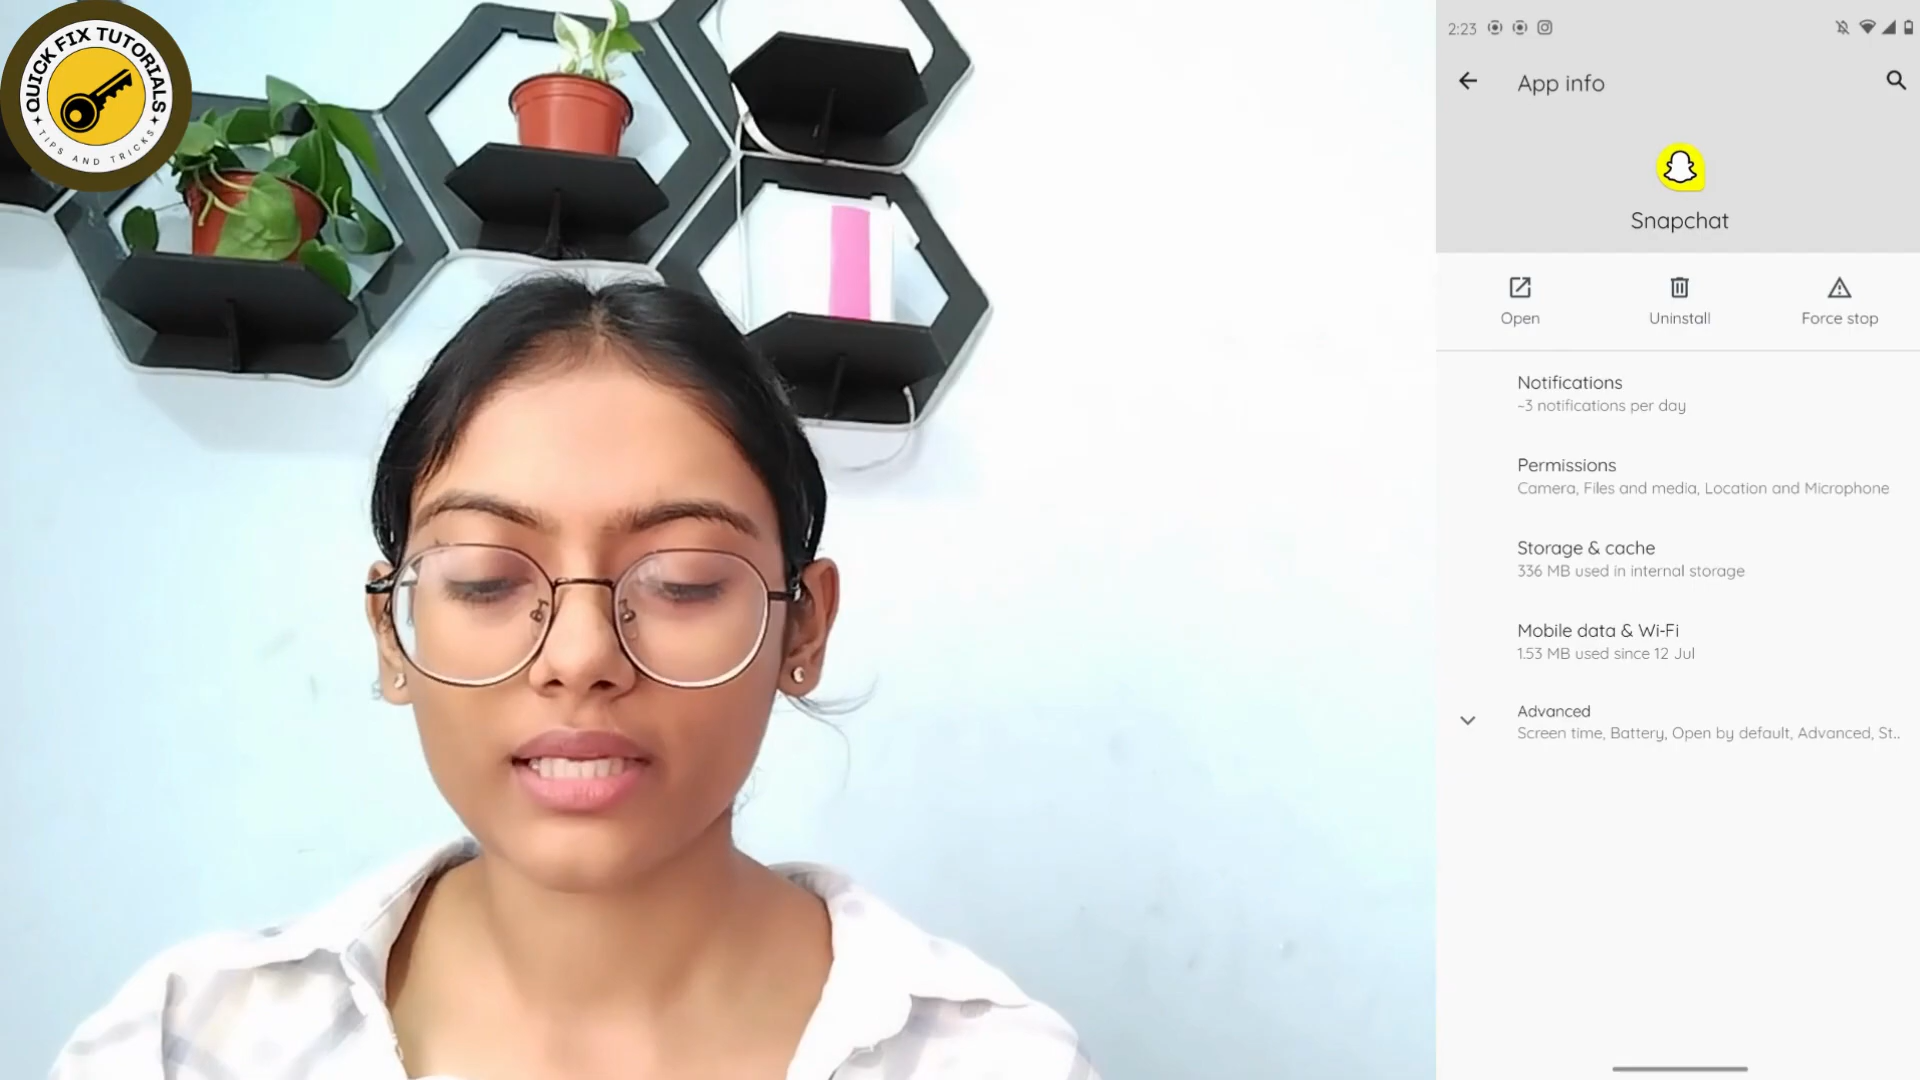 QUICK FIX TUTORIALS
TIPS AND TRICKS
2:23
App info
Snapchat
Open
Uninstall
Force stop
Notifications
~3 notifications per day
Permissions
Camera, Files and media, Location and Microphone
Storage & cache
336 MB used in internal storage
Mobile data & Wi-Fi
1.53 MB used since 12 Jul
Advanced
Screen time, Battery, Open by default, Advanced, St..